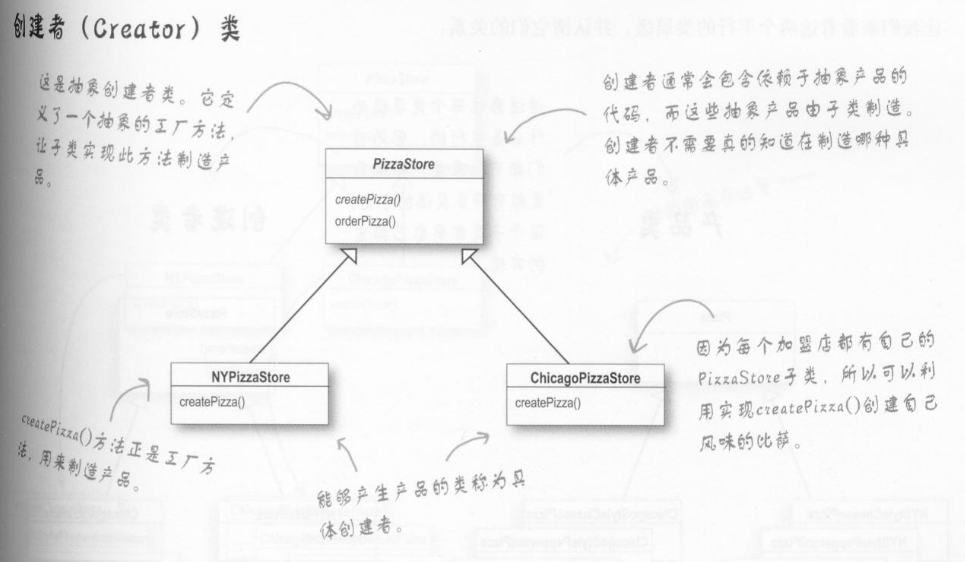 创建者（Creator）类
这是抽象创建者类。它定
义了一个抽象的工厂方法，
让子类实现此方法制造产
品。
创建者通常会包含依赖于抽象产品的
代码，而这些抽象产品由子类制造。
创建者不需要真的知道在制造哪种具
体产品。
PizzaStore
createPizza()
orderPizza()
NYPizzaStore
createPizza()
ChicagoPizzaStore
createPizza()
因为每个加盟店都有自己的
PizzaStore子类，所以可以利
用实现createPizza()创建自己
风味的比萨。
createPizza()方法正是工厂方
法，用来制造产品。
能够产生产品的类称为具
体创建者。